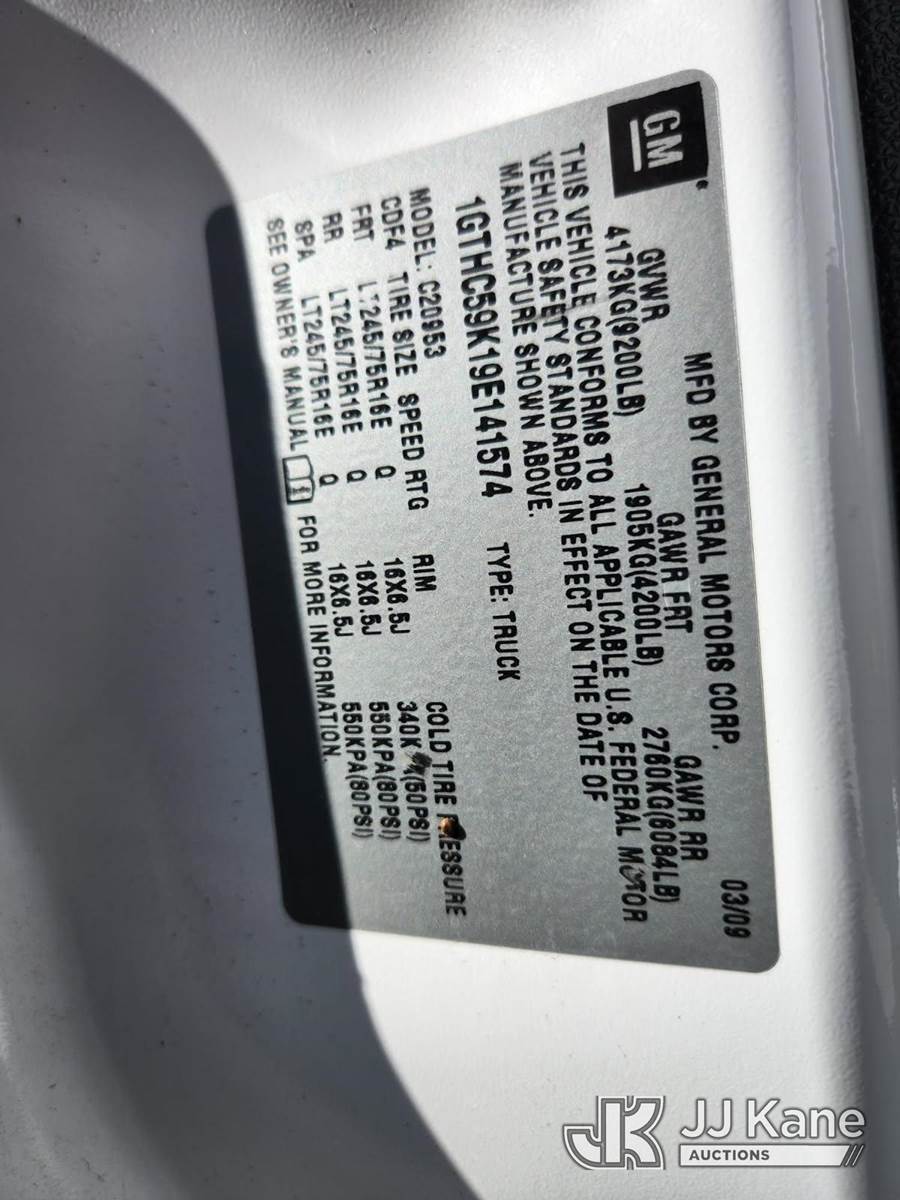 GM
MFD BY GENERAL MOTORS CORP. 03/09
GVWR GAWR FRT GAWR RR
4173KG(9200LB) 1905KG(4200LB) 2760KG(6084LB)
THIS VEHICLE CONFORMS TO ALL APPLICABLE U.S. FEDERAL MOTOR
VEHICLE SAFETY STANDARDS IN EFFECT ON THE DATE OF
MANUFACTURE SHOWN ABOVE.
1GTHC59K19E141574 TYPE: TRUCK
MODEL: C20953
CDF4 TIRE SIZE SPEED RTG RIM COLD TIRE PRESSURE
FRT LT245/75R16E Q 16X6.5J 340K (50PSI)
RR LT245/75R16E Q 16X6.5J 550KPA(80PSI)
SPA LT245/75R16E Q 16X6.5J 550KPA(80PSI)
SEE OWNER'S MANUAL FOR MORE INFORMATION.
JK JJ Kane
AUCTIONS